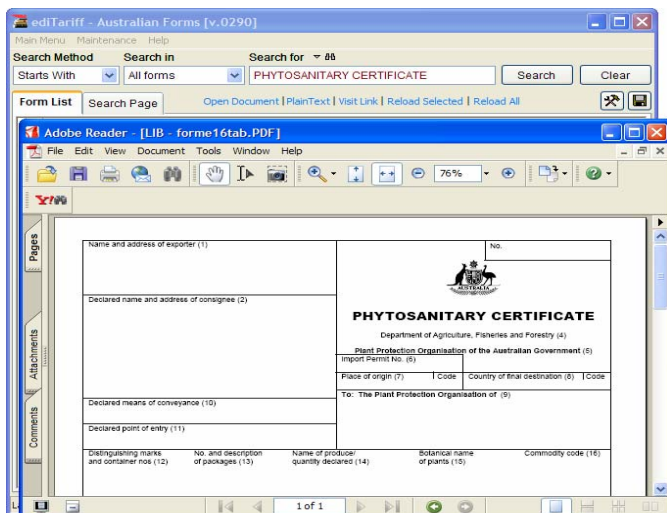 ediTariff - Australian Forms [v.0290]
Main Menu Maintenance Help
Search Method Search in Search for
Starts With All forms PHYTOSANITARY CERTIFICATE Search Clear
Form List Search Page Open Document | PlainText | Visit Link | Reload Selected | Reload All
Adobe Reader - [LIB - forme16tab.PDF]
File Edit View Document Tools Window Help
76%
Y!
Pages
Attachments
Comments
Name and address of exporter (1)
No.
AUSTRALIA
Declared name and address of consignee (2)
PHYTOSANITARY CERTIFICATE
Department of Agriculture, Fisheries and Forestry (4)
Plant Protection Organisation of the Australian Government (5)
Import Permit No. (6)
Place of origin (7) Code Country of final destination (8) Code
To: The Plant Protection Organisation of (9)
Declared means of conveyance (10)
Declared point of entry (11)
Distinguishing marks No. and description Name of produce/ Botanical name Commodity code (16)
and container nos (12) of packages (13) quantity declared (14) of plants (15)
1 of 1